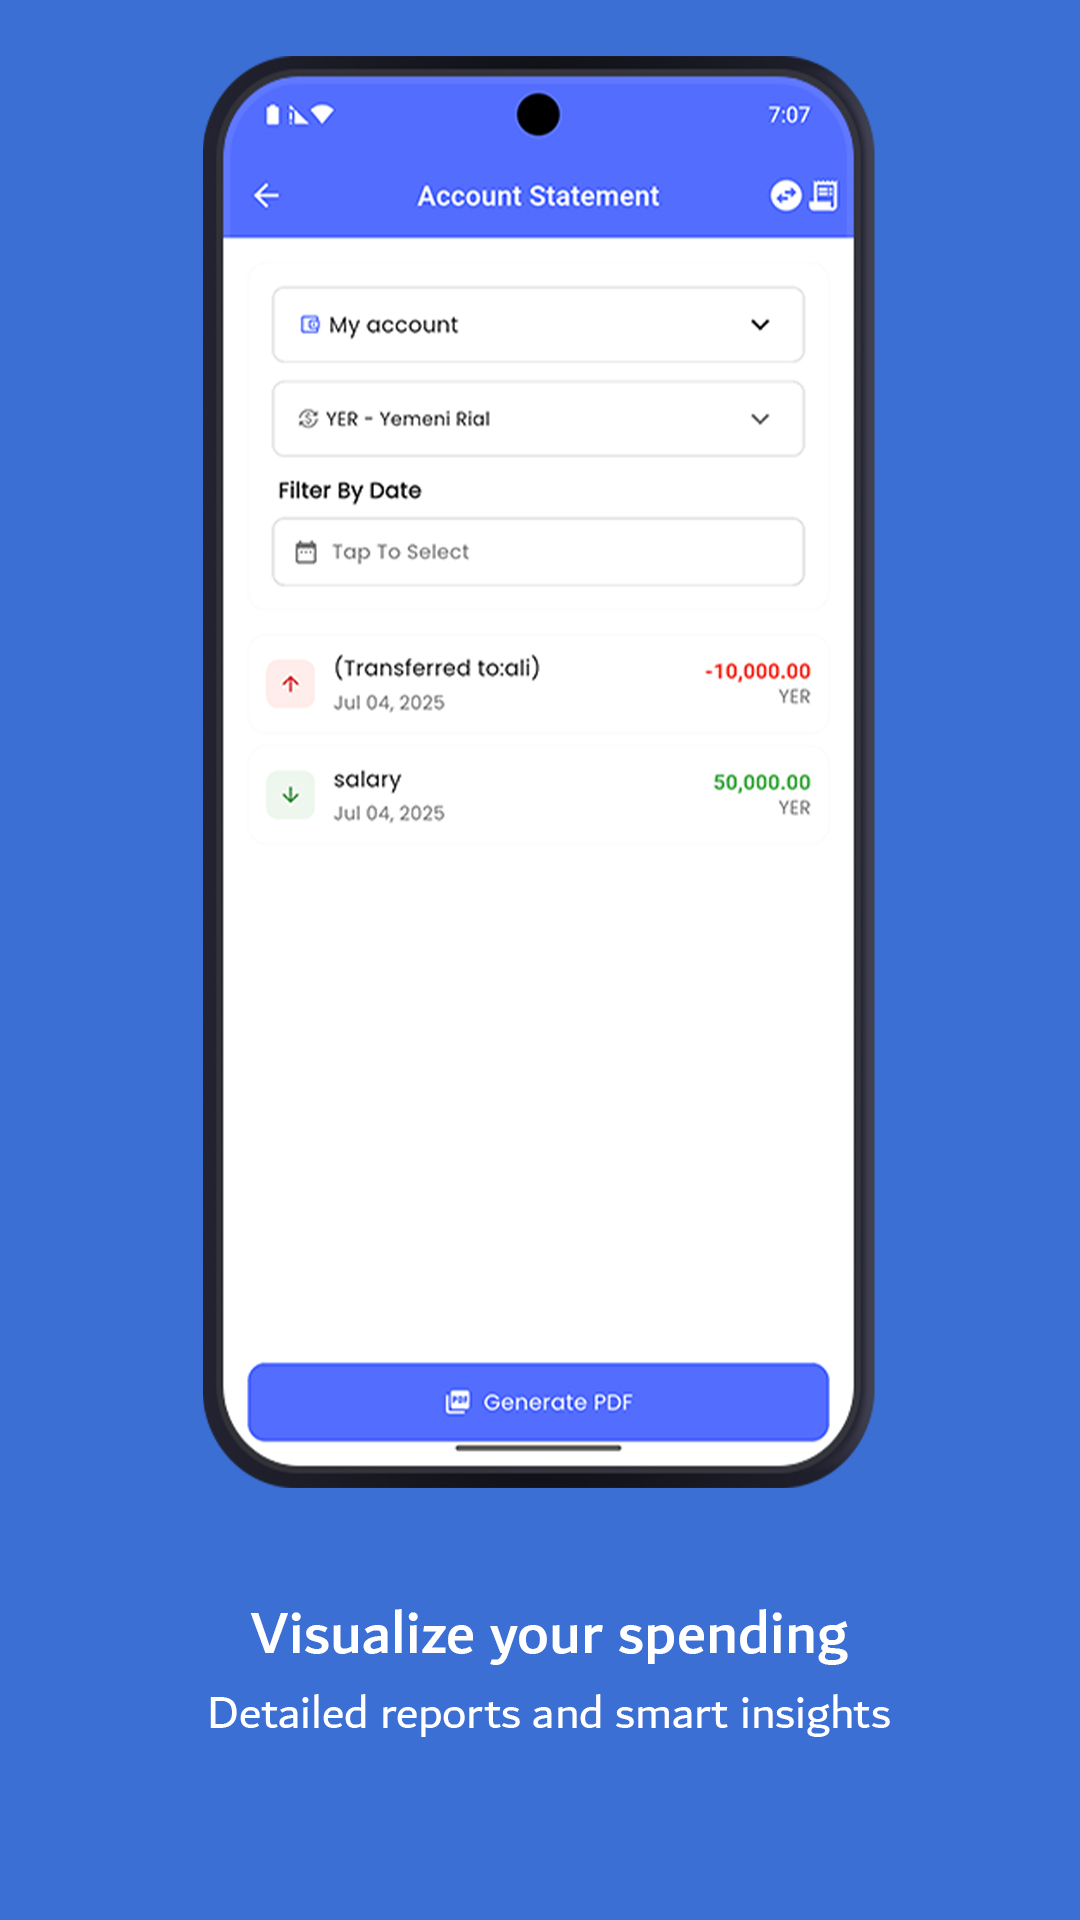 7:07
Account Statement
My account
YER - Yemeni Rial
Filter By Date
Tap To Select
(Transferred to:ali)
-10,000.00
Jul 04, 2025
YER
salary
50,000.00
Jul 04, 2025
YER
PDF Generate PDF
Visualize your spending
Detailed reports and smart insights